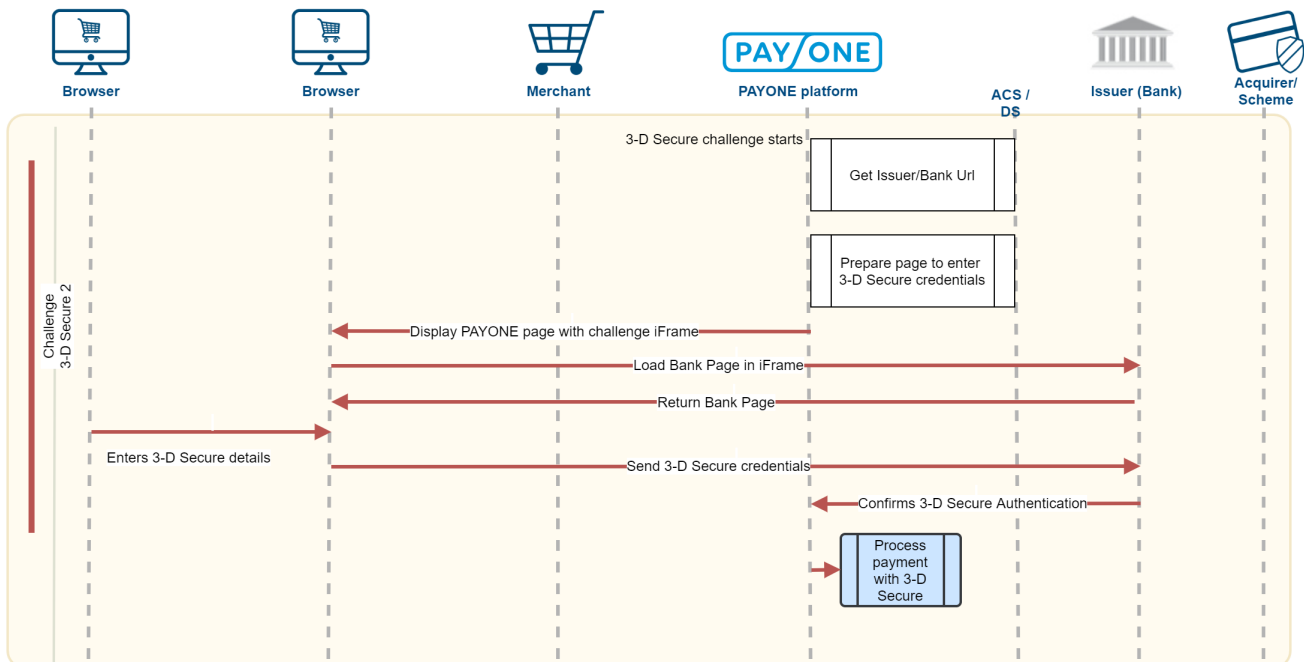 PAY/ONE
Browser
Browser
Merchant
PAYONE platform
ACS /
DS
Issuer (Bank)
Acquirer/
Scheme
3-D Secure challenge starts
Get Issuer/Bank Url
Prepare page to enter
3-D Secure credentials
Challenge
3-D Secure 2
Display PAYONE page with challenge iFrame
Load Bank Page in iFrame
Return Bank Page
Enters 3-D Secure details
Send 3-D Secure credentials
Confirms 3-D Secure Authentication
Process
payment
with 3-D
Secure